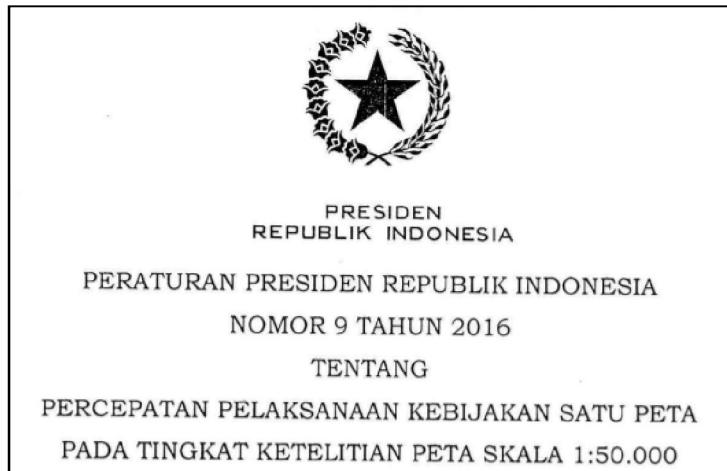 PRESIDEN
REPUBLIK INDONESIA
PERATURAN PRESIDEN REPUBLIK INDONESIA
NOMOR 9 TAHUN 2016
TENTANG
PERCEPATAN PELAKSANAAN KEBIJAKAN SATU PETA
PADA TINGKAT KETELITIAN PETA SKALA 1:50.000